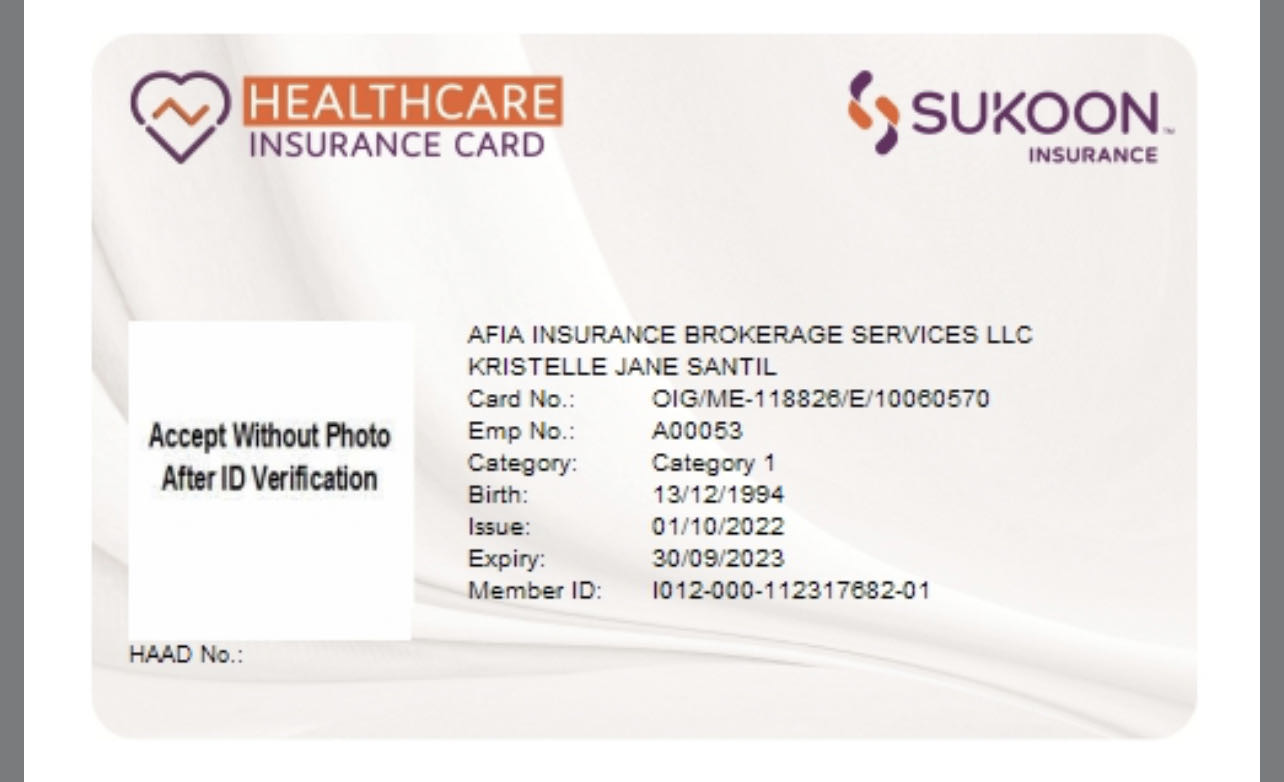 HEALTHCARE
INSURANCE CARD
SUKOON™
INSURANCE
Accept Without Photo
After ID Verification
AFIA INSURANCE BROKERAGE SERVICES LLC
KRISTELLE JANE SANTIL
Card No.: OIG/ME-118826/E/10060570
Emp No.: A00053
Category: Category 1
Birth: 13/12/1994
Issue: 01/10/2022
Expiry: 30/09/2023
Member ID: I012-000-112317682-01
HAAD No.: